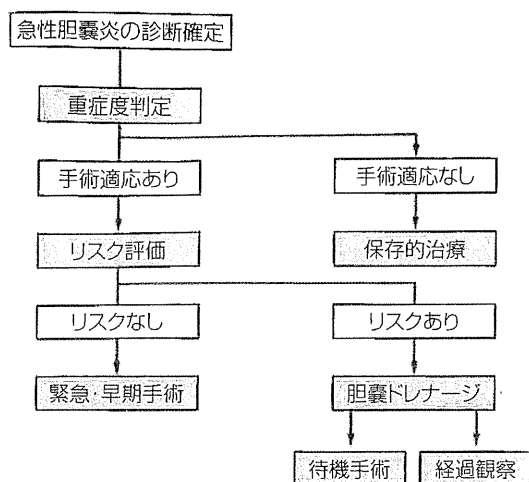 急性胆嚢炎の診断確定
重症度判定
手術適応あり
手術適応なし
リスク評価
保存的治療
リスクなし
リスクあり
緊急・早期手術
胆嚢ドレナージ
待機手術
経過観察